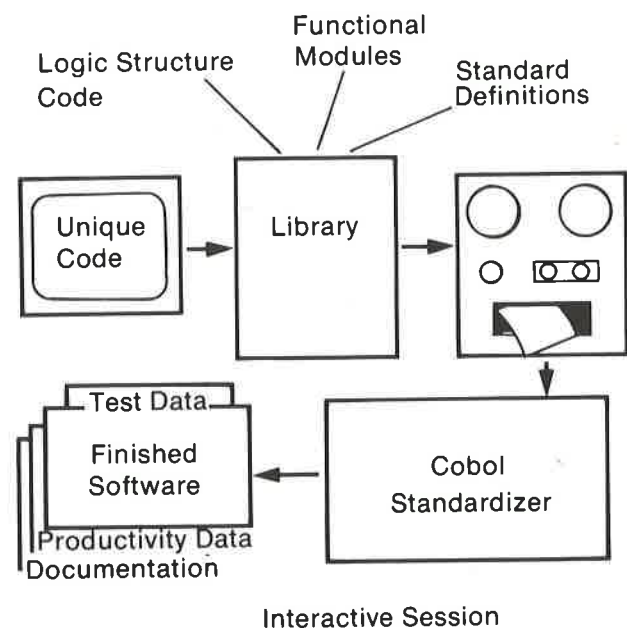 Functional
Modules
Logic Structure
Code
Standard
Definitions
Unique
Code
Library
Test Data
Finished
Software
Productivity Data
Documentation
Cobol
Standardizer
Interactive Session